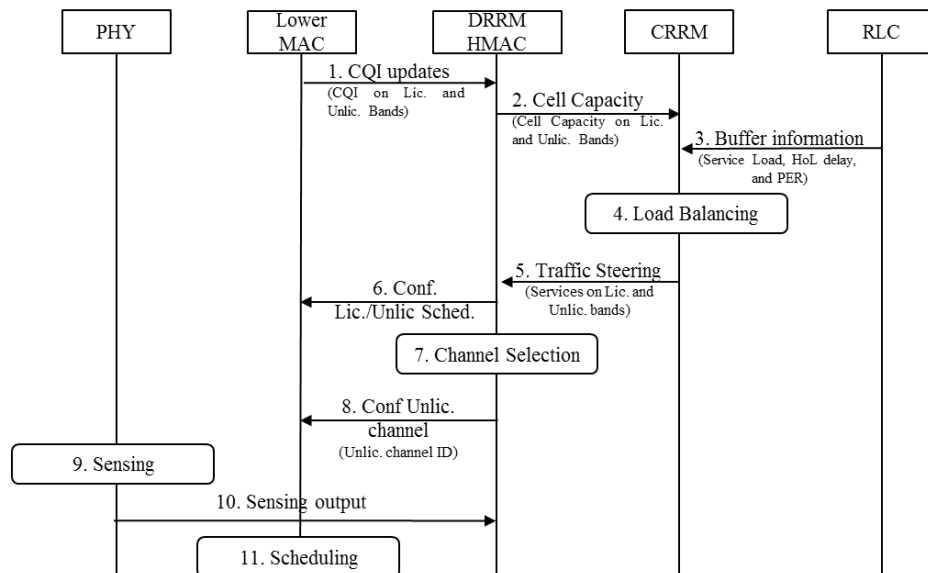 PHY
Lower
MAC
DRRM
HMAC
CRRM
RLC
1. CQI updates
(CQI on Lic. and
Unlic. Bands)
2. Cell Capacity
(Cell Capacity on Lic.
and Unlic. Bands)
3. Buffer information
(Service Load, HoL delay,
and PER)
4. Load Balancing
5. Traffic Steering
(Services on Lic. and
Unlic. bands)
6. Conf.
Lic./Unlic Sched.
7. Channel Selection
8. Conf Unlic.
channel
(Unlic. channel ID)
9. Sensing
10. Sensing output
11. Scheduling